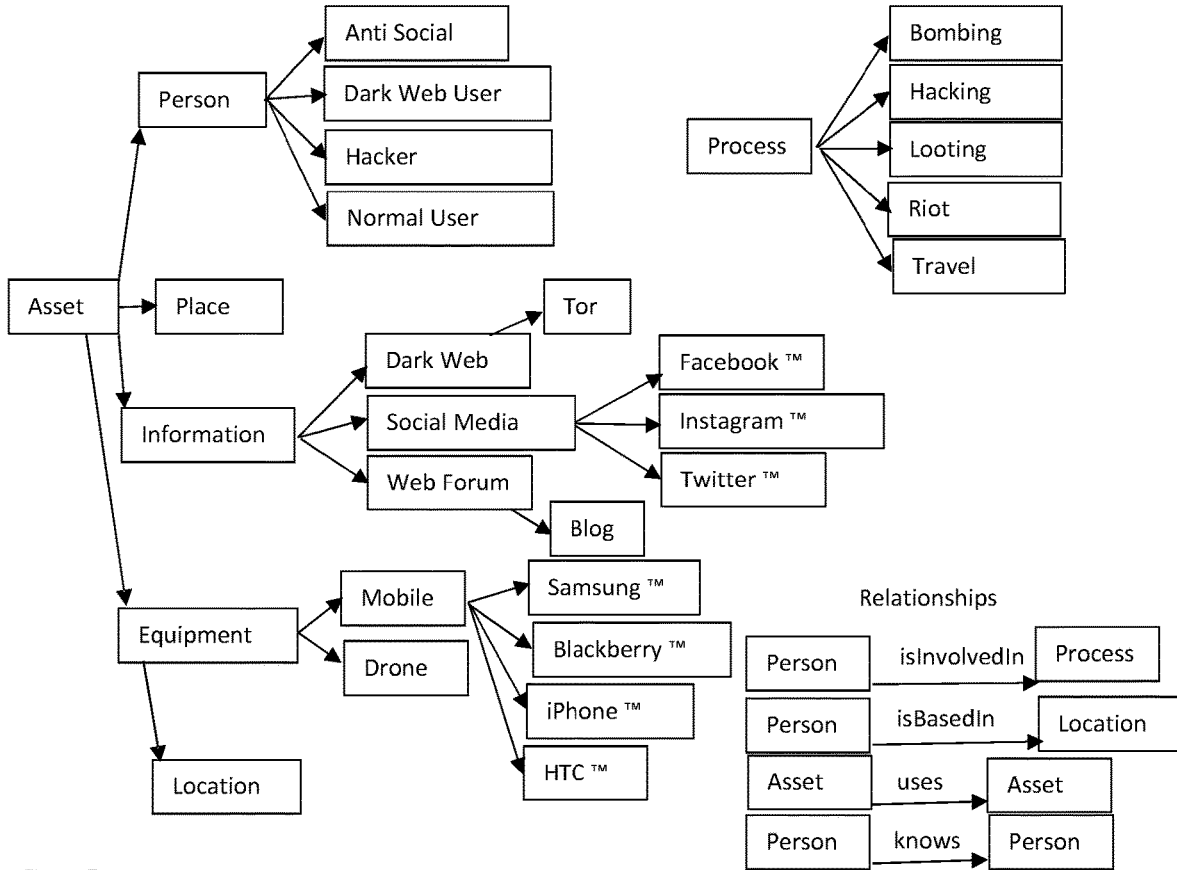 Anti Social
Person
Dark Web User
Hacker
Normal User
Bombing
Hacking
Process
Looting
Riot
Travel
Asset
Place
Tor
Dark Web
Facebook ™
Information
Social Media
Instagram ™
Web Forum
Twitter ™
Blog
Mobile
Samsung ™
Equipment
Drone
Blackberry ™
iPhone ™
Location
HTC ™
Relationships
Person isInvolvedIn Process
Person isBasedIn Location
Asset uses Asset
Person knows Person